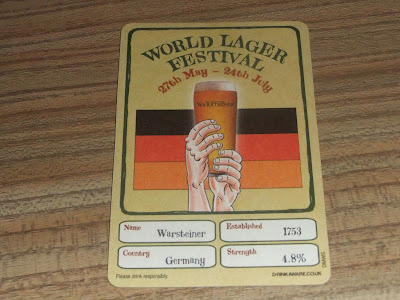 WORLD LAGER
FESTIVAL
27th May - 24th July
Warsteiner
Name Warsteiner
Established 1753
Country Germany
Strength 4.8%
Please drink responsibly
DRINKAWARE.CO.UK